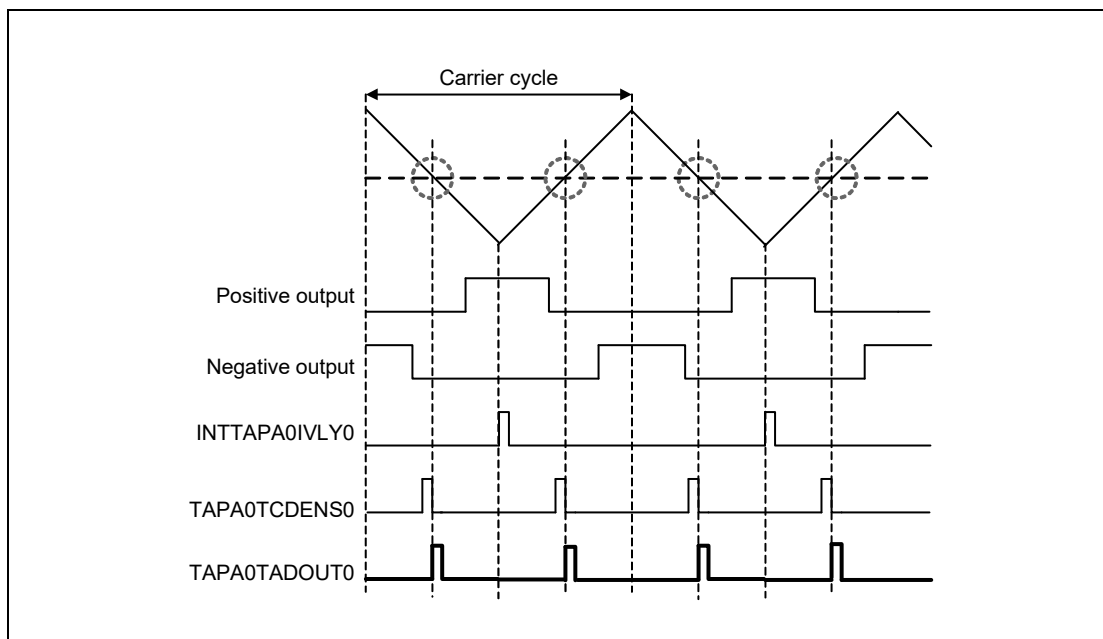 Carrier cycle
Positive output
Negative output
INTTAPA0IVLY0
TAPA0TCDENS0
TAPA0TADOUT0